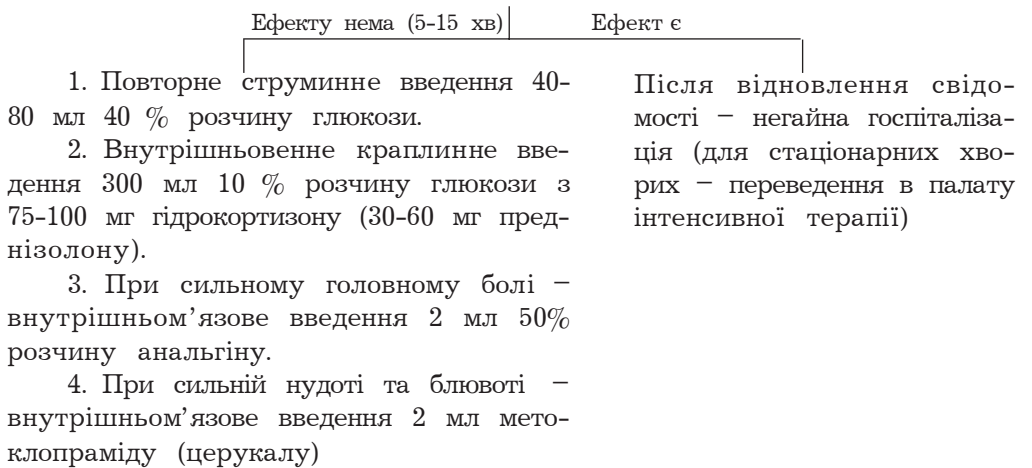 Ефекту нема (5-15 хв)
Ефект є
1. Повторне струминне введення 40-
80 мл 40 % розчину глюкози.
2. Внутрішньовенне краплинне вве-
дення 300 мл 10 % розчину глюкози з
75-100 мг гідрокортизону (30-60 мг пред-
нізолону).
3. При сильному головному болі –
внутрішньом’язове введення 2 мл 50%
розчину анальгіну.
4. При сильній нудоті та блювоті –
внутрішньом’язове введення 2 мл мето-
клопраміду (церукалу)
Після відновлення свідо-
мості – негайна госпіталіза-
ція (для стаціонарних хво-
рих – переведення в палату
інтенсивної терапії)